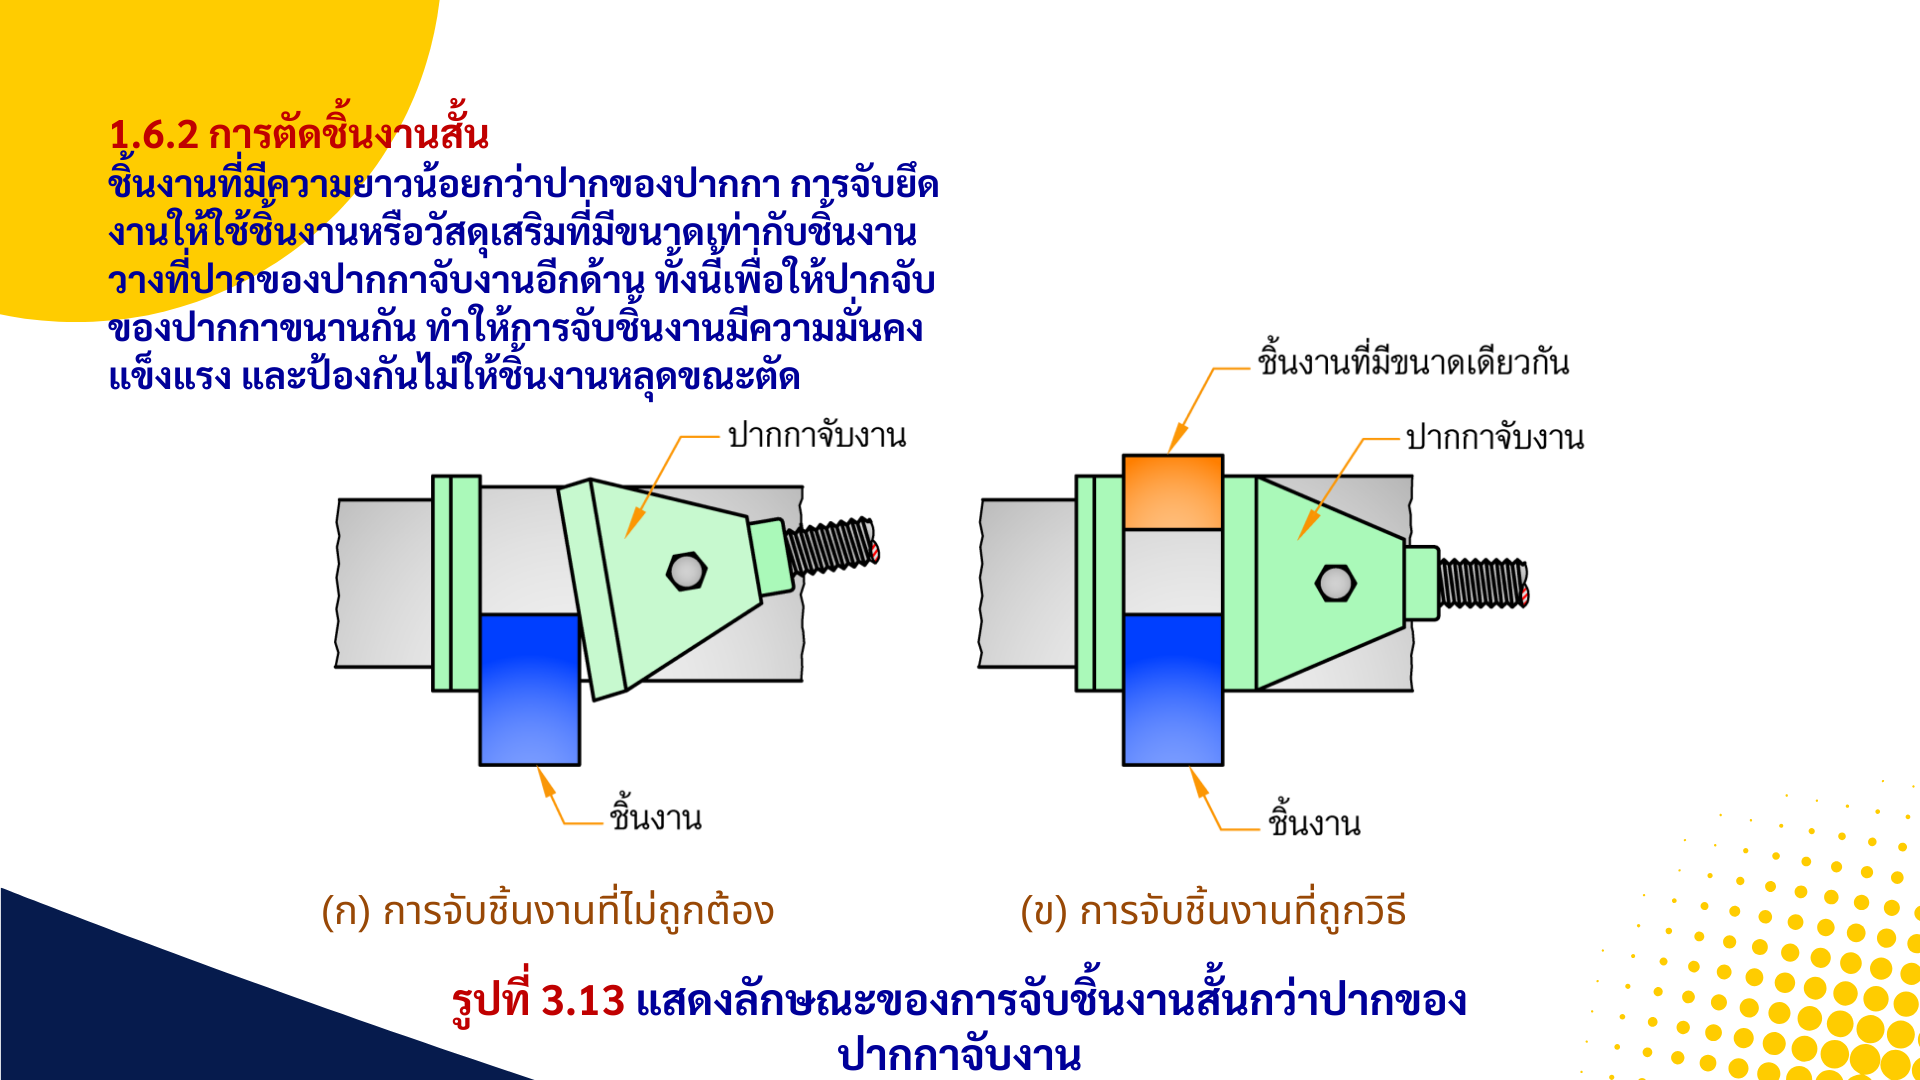 1.6.2 การตัดชิ้นงานสั้น
ชิ้นงานที่มีความยาวน้อยกว่าปากของปากกา การจับยึด
งานให้ใช้ชิ้นงานหรือวัสดุเสริมที่มีขนาดเท่ากับชิ้นงาน
วางที่ปากของปากกาจับงานอีกด้าน ทั้งนี้เพื่อให้ปากจับ
ของปากกาขนานกัน ทำให้การจับชิ้นงานมีความมั่นคง
แข็งแรง และป้องกันไม่ให้ชิ้นงานหลุดขณะตัด
ชิ้นงานที่มีขนาดเดียวกัน
ปากกาจับงาน
ปากกาจับงาน
ชิ้นงาน
ชิ้นงาน
(ก) การจับชิ้นงานที่ไม่ถูกต้อง
(ข) การจับชิ้นงานที่ถูกวิธี
รูปที่ 3.13 แสดงลักษณะของการจับชิ้นงานสั้นกว่าปากของ
ปากกาจับงาน